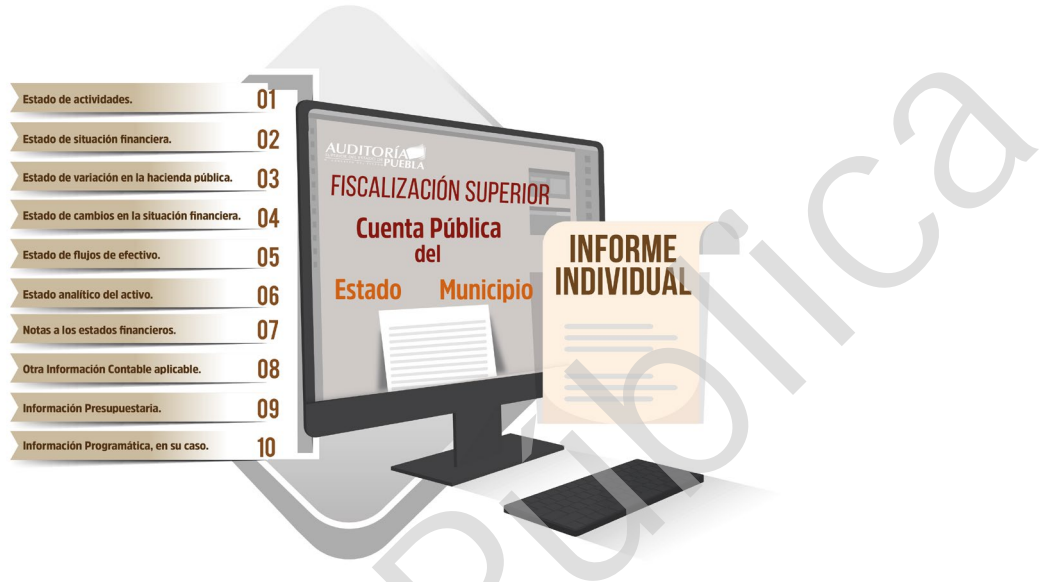 Estado de actividades. 01
Estado de situación financiera. 02
Estado de variación en la hacienda pública. 03
Estado de cambios en la situación financiera. 04
Estado de flujos de efectivo. 05
Estado analítico del activo. 06
Notas a los estados financieros. 07
Otra Información Contable aplicable. 08
Información Presupuestaria. 09
Información Programática, en su caso. 10
AUDITORÍA
PUEBLA
FISCALIZACIÓN SUPERIOR
Cuenta Pública
del
Estado Municipio
INFORME
INDIVIDUAL
Pública